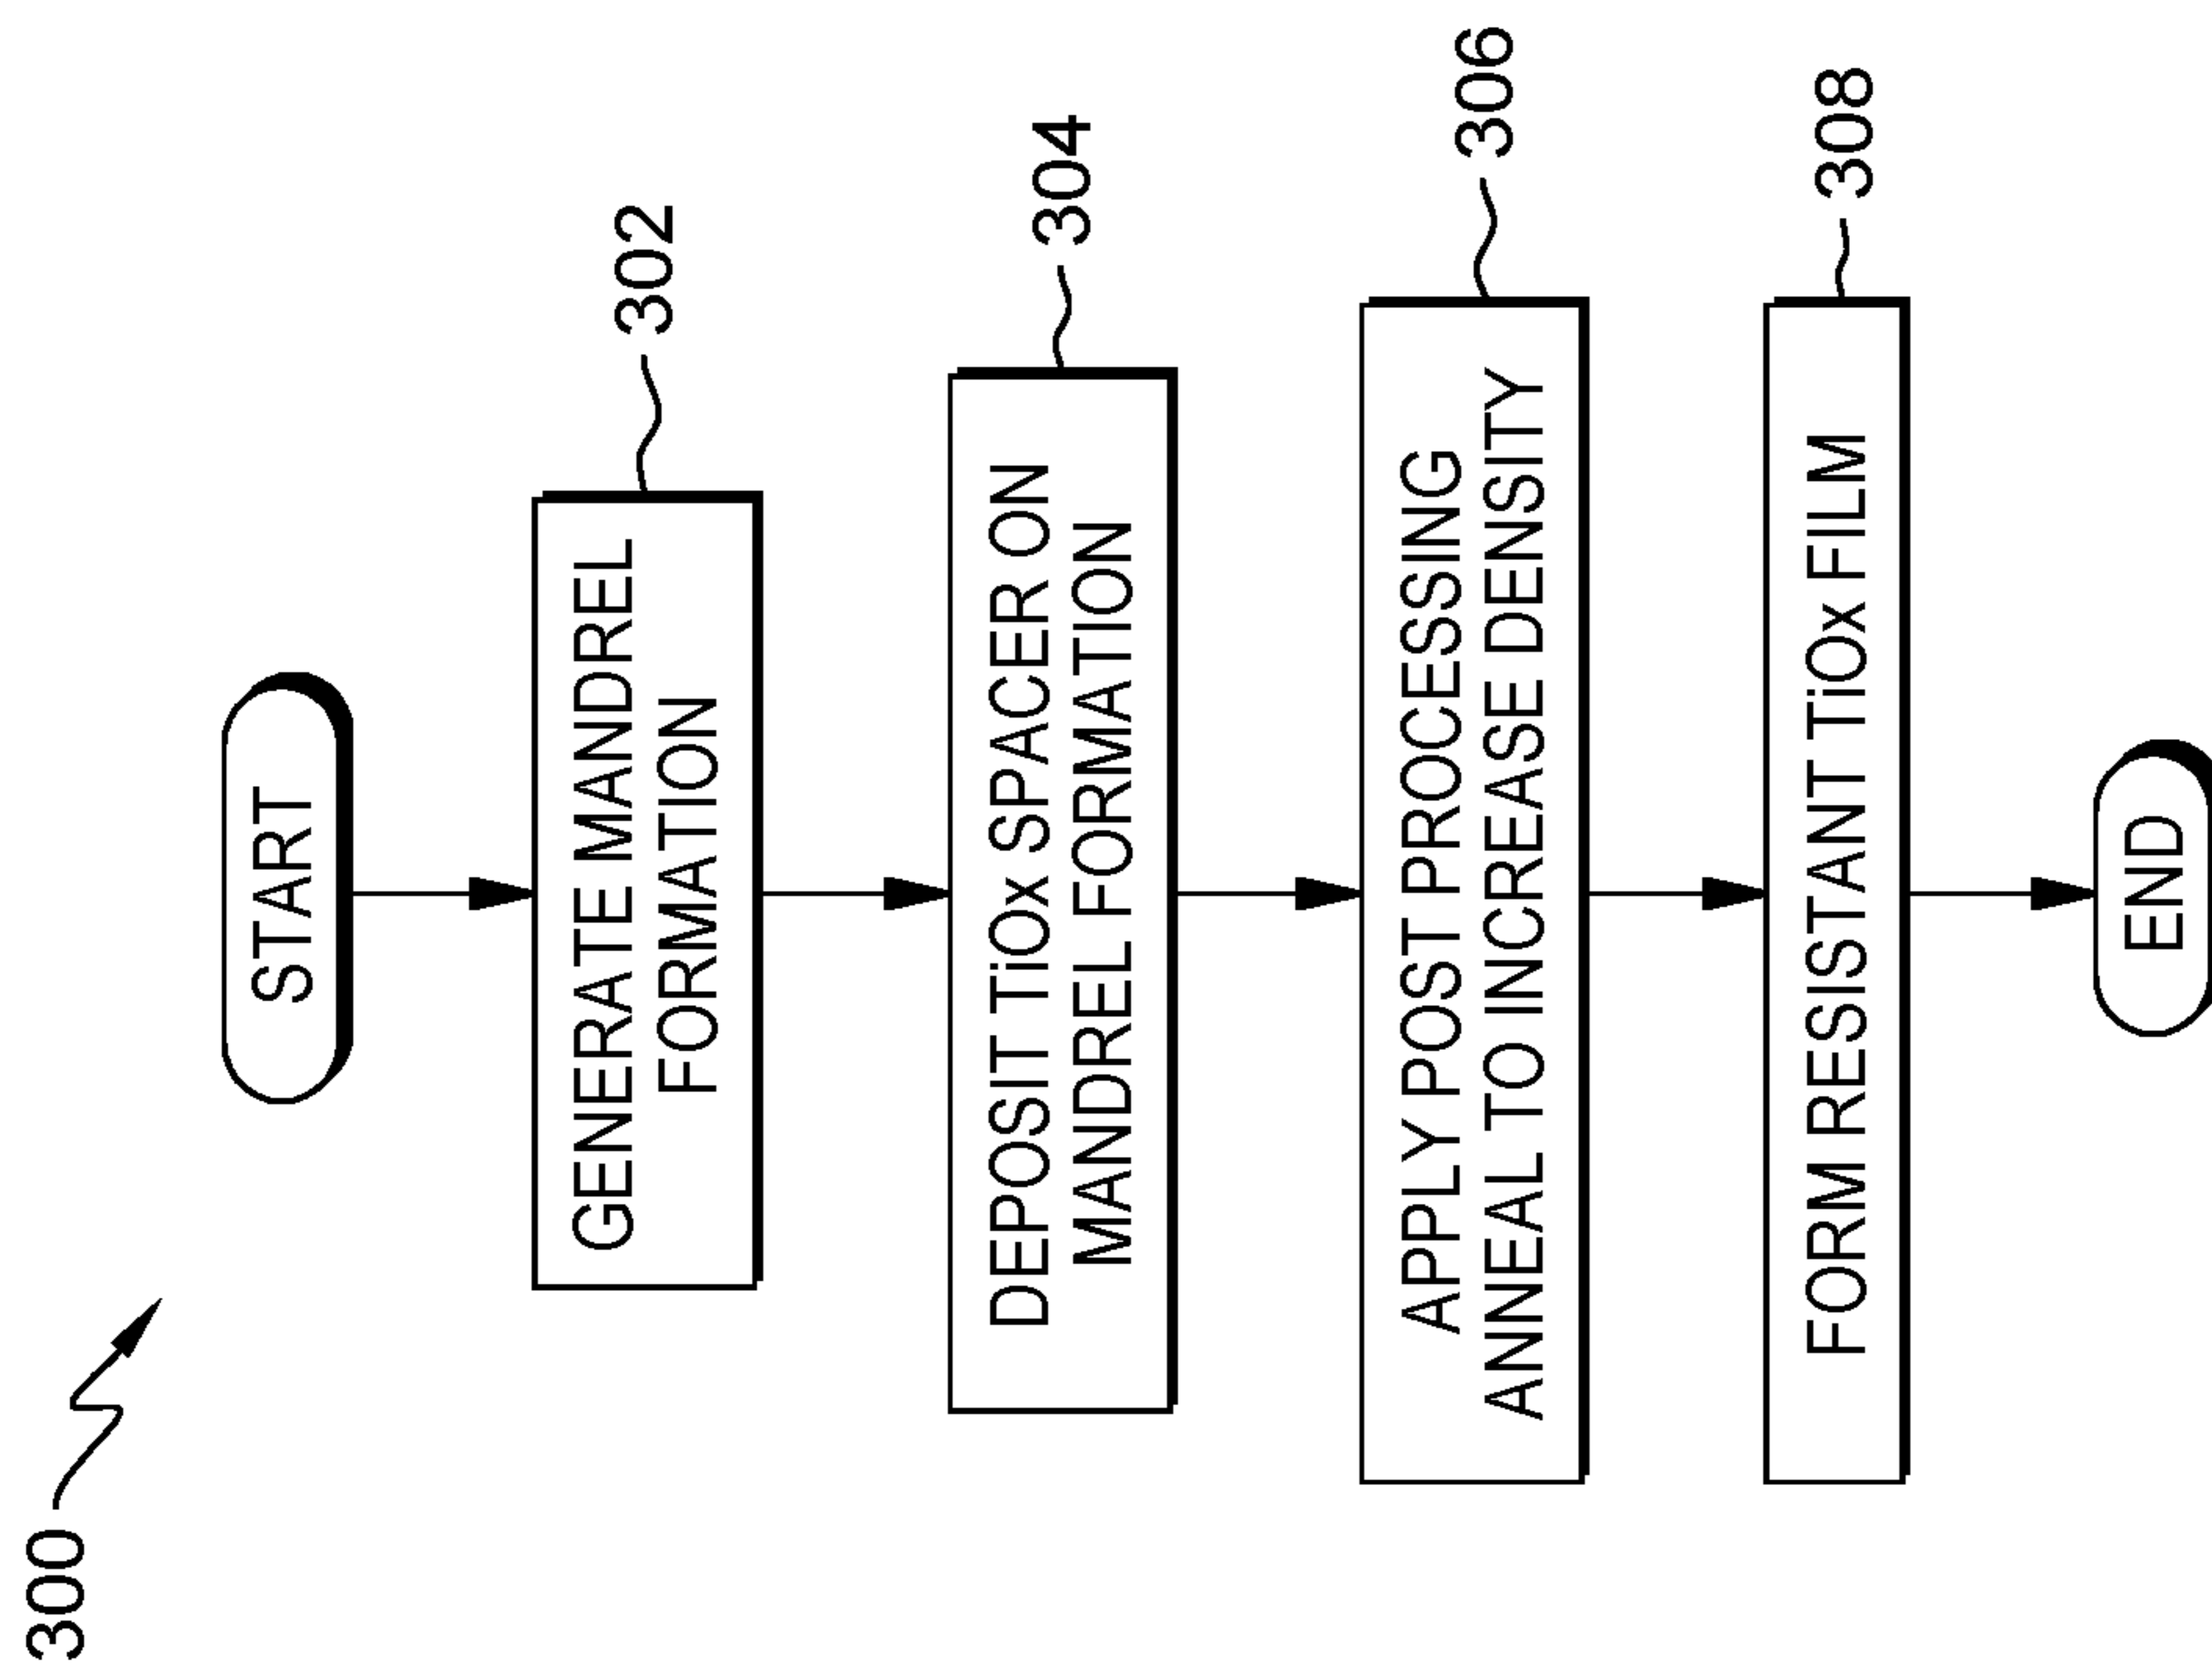 300
START
GENERATE MANDREL
FORMATION
302
DEPOSIT TiOx SPACER ON
MANDREL FORMATION
304
APPLY POST PROCESSING
ANNEAL TO INCREASE DENSITY
306
FORM RESISTANT TiOx FILM
308
END